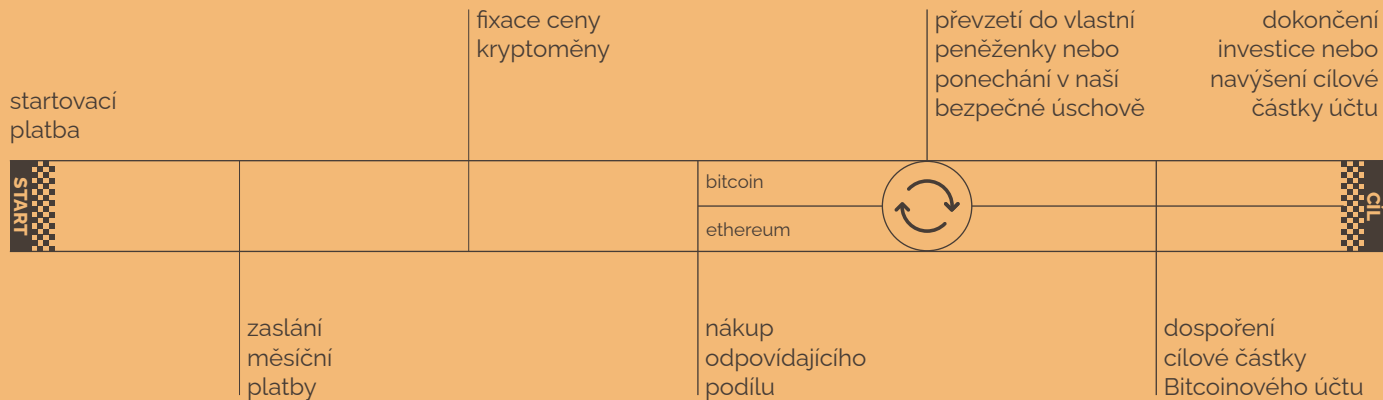 startovací
platba
START
zaslání
měsíční
platby
fixace ceny
kryptoměny
bitcoin
ethereum
nákup
odpovídajícího
podílu
převzetí do vlastní
peněženky nebo
ponechání v naší
bezpečné úschově
dospoření
cílové částky
Bitcoinového účtu
dokončení
investice nebo
navýšení cílové
částky účtu
CÍL